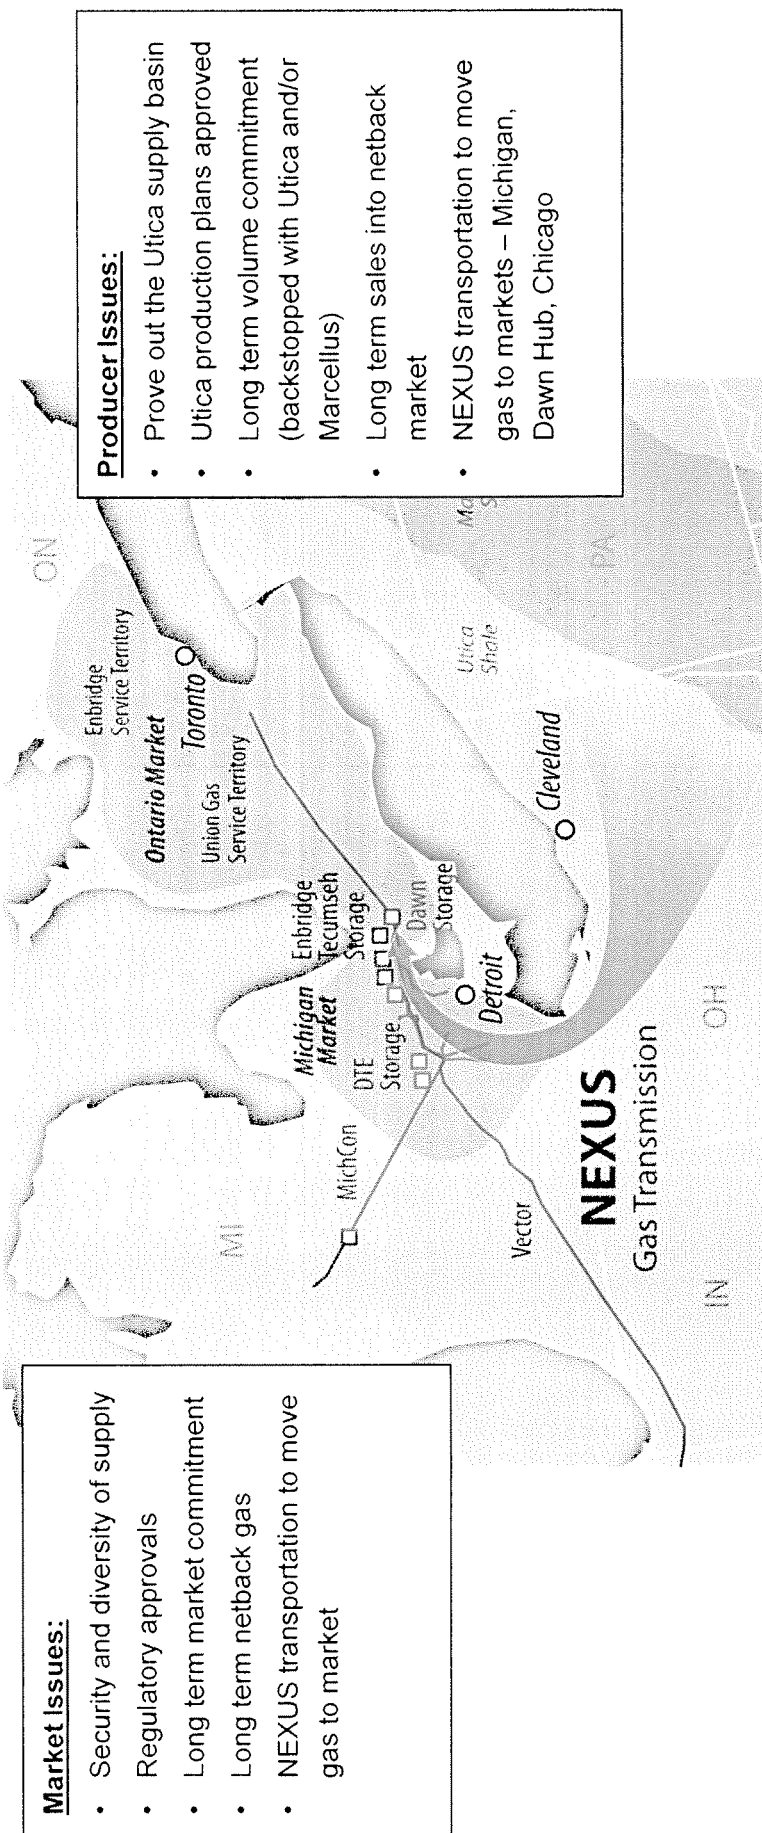 Market Issues:
• Security and diversity of supply
• Regulatory approvals
• Long term market commitment
• Long term netback gas
• NEXUS transportation to move
gas to market
Producer Issues:
• Prove out the Utica supply basin
• Utica production plans approved
• Long term volume commitment
(backstopped with Utica and/or
Marcellus)
• Long term sales into netback
market
• NEXUS transportation to move
gas to markets – Michigan,
Dawn Hub, Chicago
ON
Enbridge
Service Territory
Ontario Market
Toronto
Union Gas
Service Territory
Enbridge
Tecumseh
Storage
Michigan
Market
DTE
Storage
Dawn
Storage
MichCon
MI
Detroit
Cleveland
Utica
Shale
Ma
S
PA
Vector
NEXUS
Gas Transmission
OH
IN